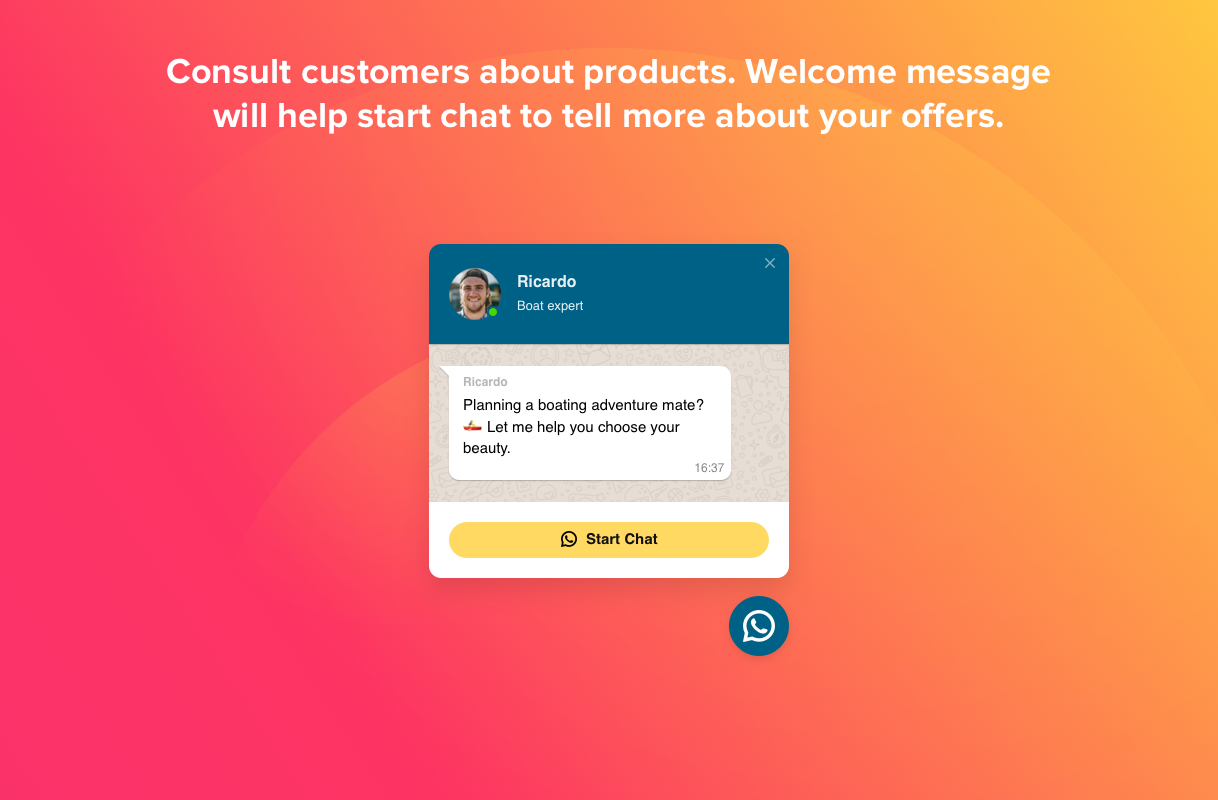 Consult customers about products. Welcome message
will help start chat to tell more about your offers.
Ricardo
Boat expert
Ricardo
Planning a boating adventure mate?
🚤 Let me help you choose your
beauty.
16:37
Start Chat